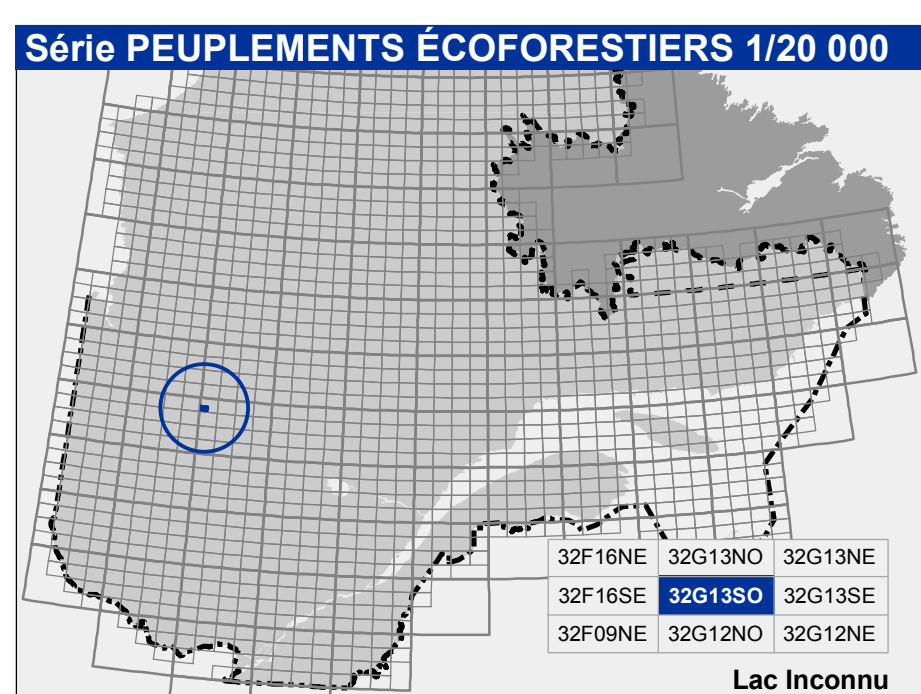 Série PEUPLEMENTS ÉCOFORESTIERS 1/20 000
32F16NE 32G13NO 32G13NE
32F16SE 32G13SO 32G13SE
32F09NE 32G12NO 32G12NE
Lac Inconnu